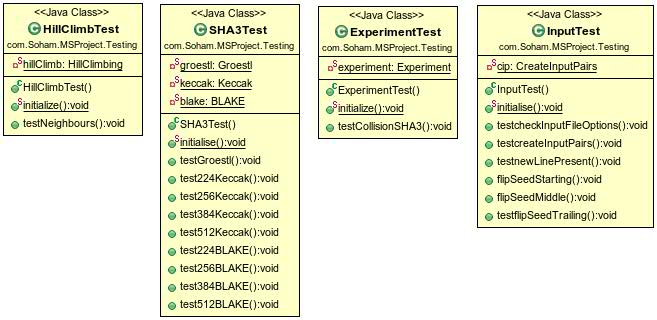 <<Java Class>>
HillClimbTest
com.Soham.MSProject.Testing
hillClimb: HillClimbing
HillClimbTest()
initialize():void
testNeighbours():void
<<Java Class>>
SHA3Test
com.Soham.MSProject.Testing
groestl: Groestl
keccak: Keccak
blake: BLAKE
SHA3Test()
initialise():void
testGroestl():void
test224Keccak():void
test256Keccak():void
test384Keccak():void
test512Keccak():void
test224BLAKE():void
test256BLAKE():void
test384BLAKE():void
test512BLAKE():void
<<Java Class>>
ExperimentTest
com.Soham.MSProject.Testing
experiment: Experiment
ExperimentTest()
initialize():void
testCollisionSHA3():void
<<Java Class>>
InputTest
com.Soham.MSProject.Testing
cip: CreateInputPairs
InputTest()
initialise():void
testcheckInputFileOptions():void
testcreateInputPairs():void
testnewLinePresent():void
flipSeedStarting():void
flipSeedMiddle():void
testflipSeedTrailing():void